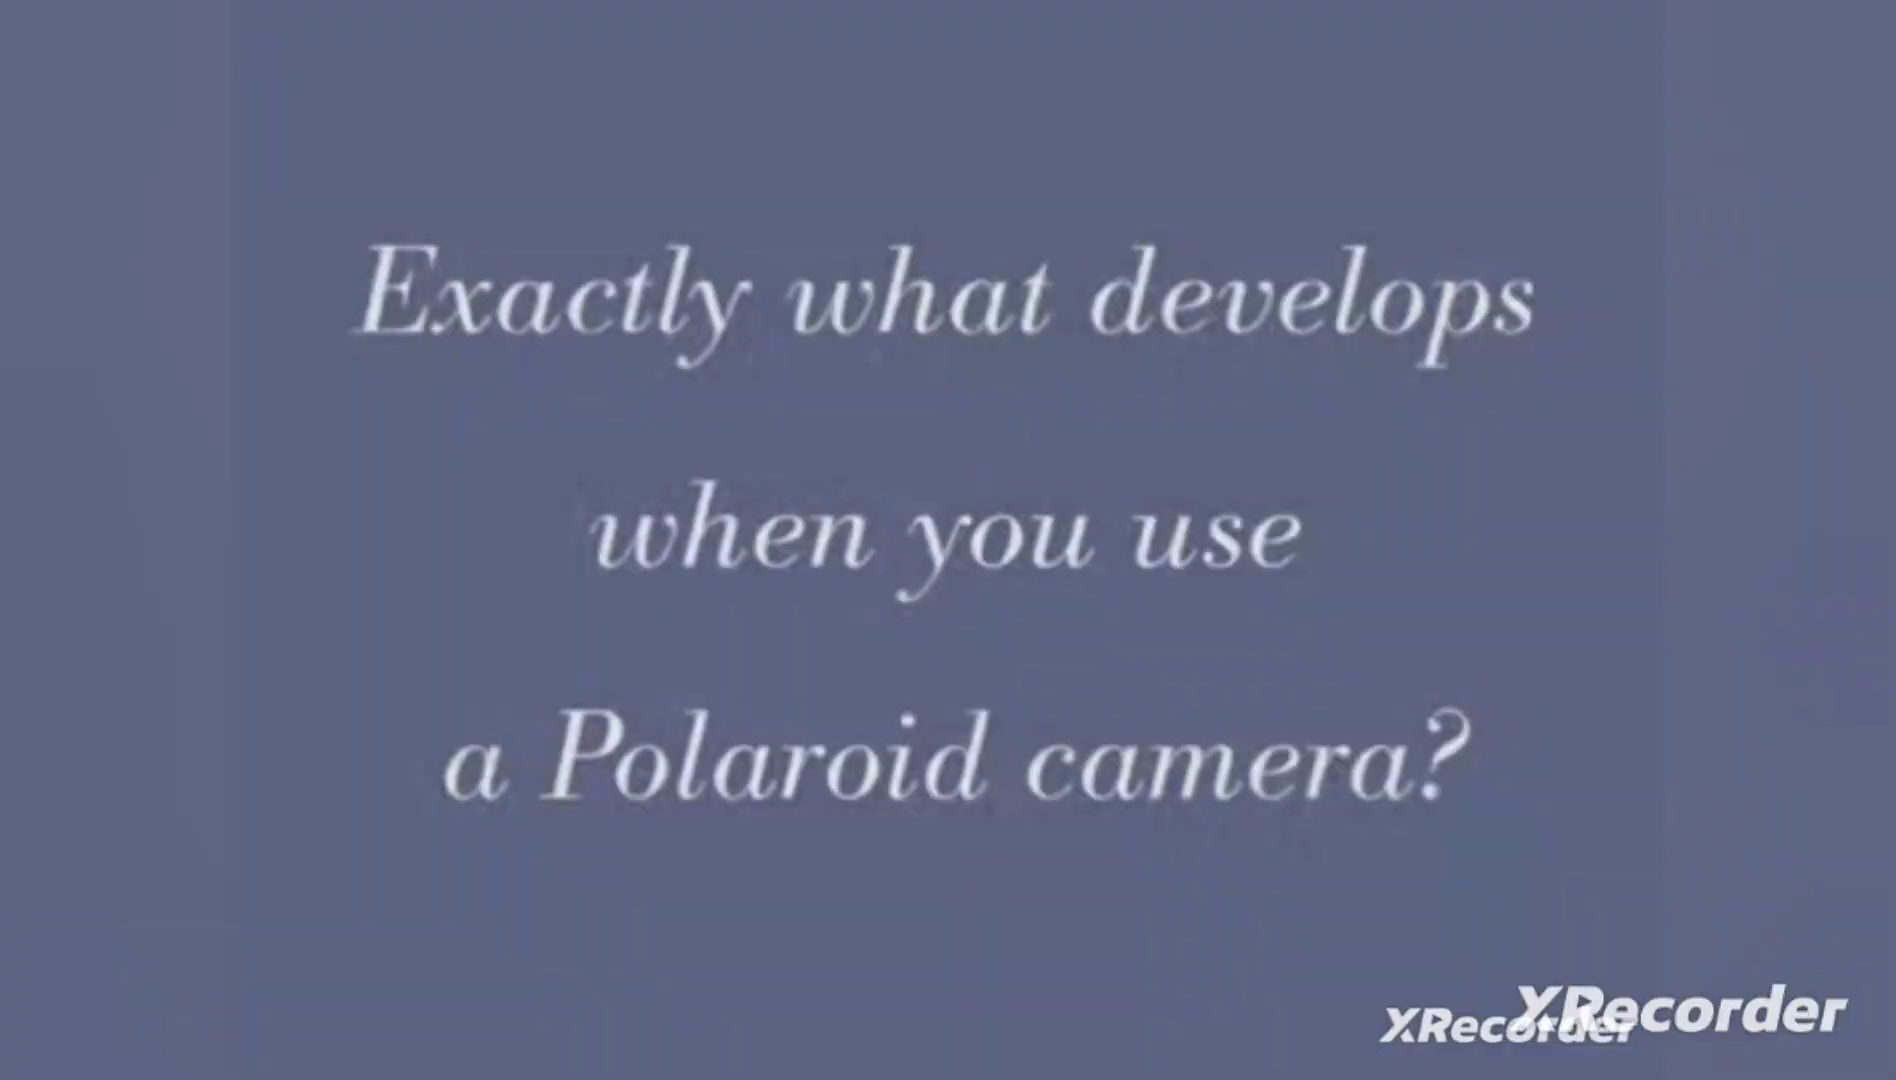 Exactly what develops
when you use
a Polaroid camera?
XRecorder
XRecorder